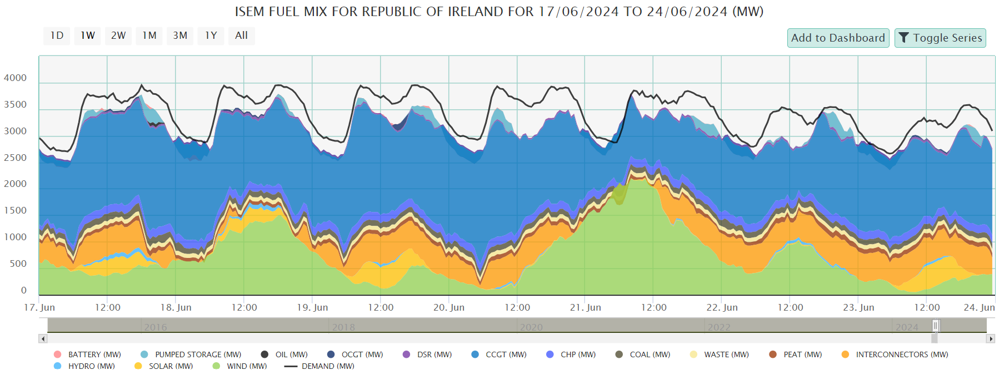 ISEM FUEL MIX FOR REPUBLIC OF IRELAND FOR 17/06/2024 TO 24/06/2024 (MW)
1D 1W 2W 1M 3M 1Y All
Add to Dashboard Toggle Series
4000
3500
3000
2500
2000
1500
1000
500
0
17. Jun 12:00 18. Jun 12:00 19. Jun 12:00 20. Jun 12:00 21. Jun 12:00 22. Jun 12:00 23. Jun 12:00 24. Jun
2016 2018 2020 2022 2024
BATTERY (MW) PUMPED STORAGE (MW) OIL (MW) OCGT (MW) DSR (MW) CCGT (MW) CHP (MW) COAL (MW) WASTE (MW) PEAT (MW) INTERCONNECTORS (MW)
HYDRO (MW) SOLAR (MW) WIND (MW) DEMAND (MW)